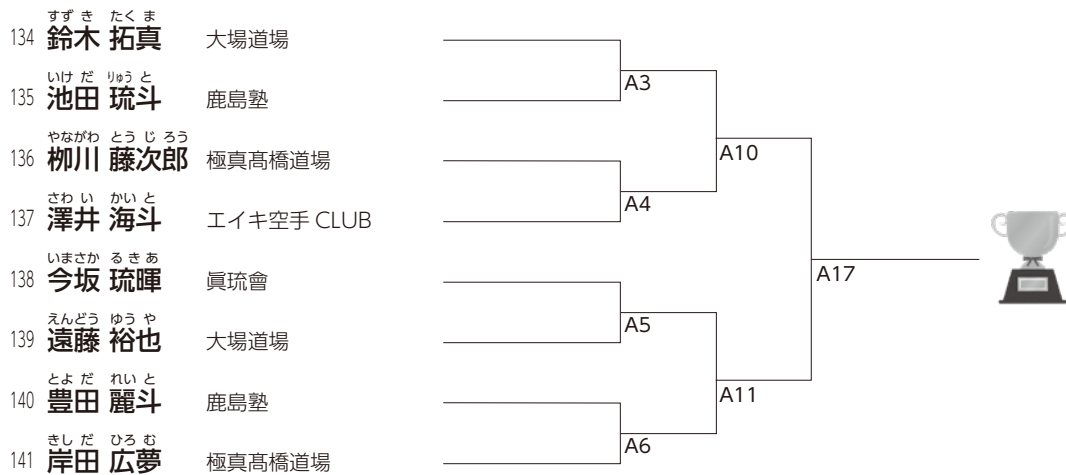 すずき たくま
134 鈴木 拓真 大場道場
いけだ りゅうと
135 池田 琉斗 鹿島塾
やながわ とうじろう
136 栁川 藤次郎 極真髙橋道場
さわい かいと
137 澤井 海斗 エイキ空手 CLUB
いまさか るきあ
138 今坂 琉暉 眞琉會
えんどう ゆうや
139 遠藤 裕也 大場道場
とよだ れいと
140 豊田 麗斗 鹿島塾
きしだ ひろむ
141 岸田 広夢 極真髙橋道場
A3
A4
A5
A6
A10
A11
A17